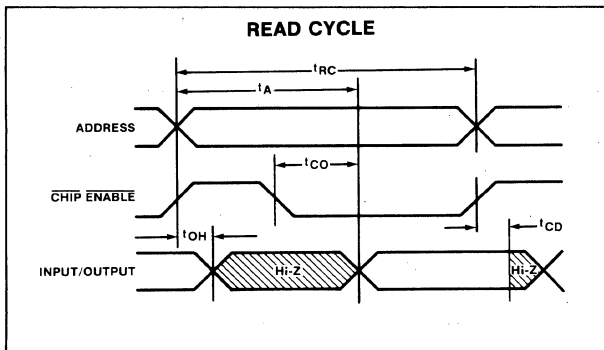 READ CYCLE
tRC
tA
ADDRESS
tCO
CHIP ENABLE
tCD
tOH
INPUT/OUTPUT
Hi-Z
Hi-Z